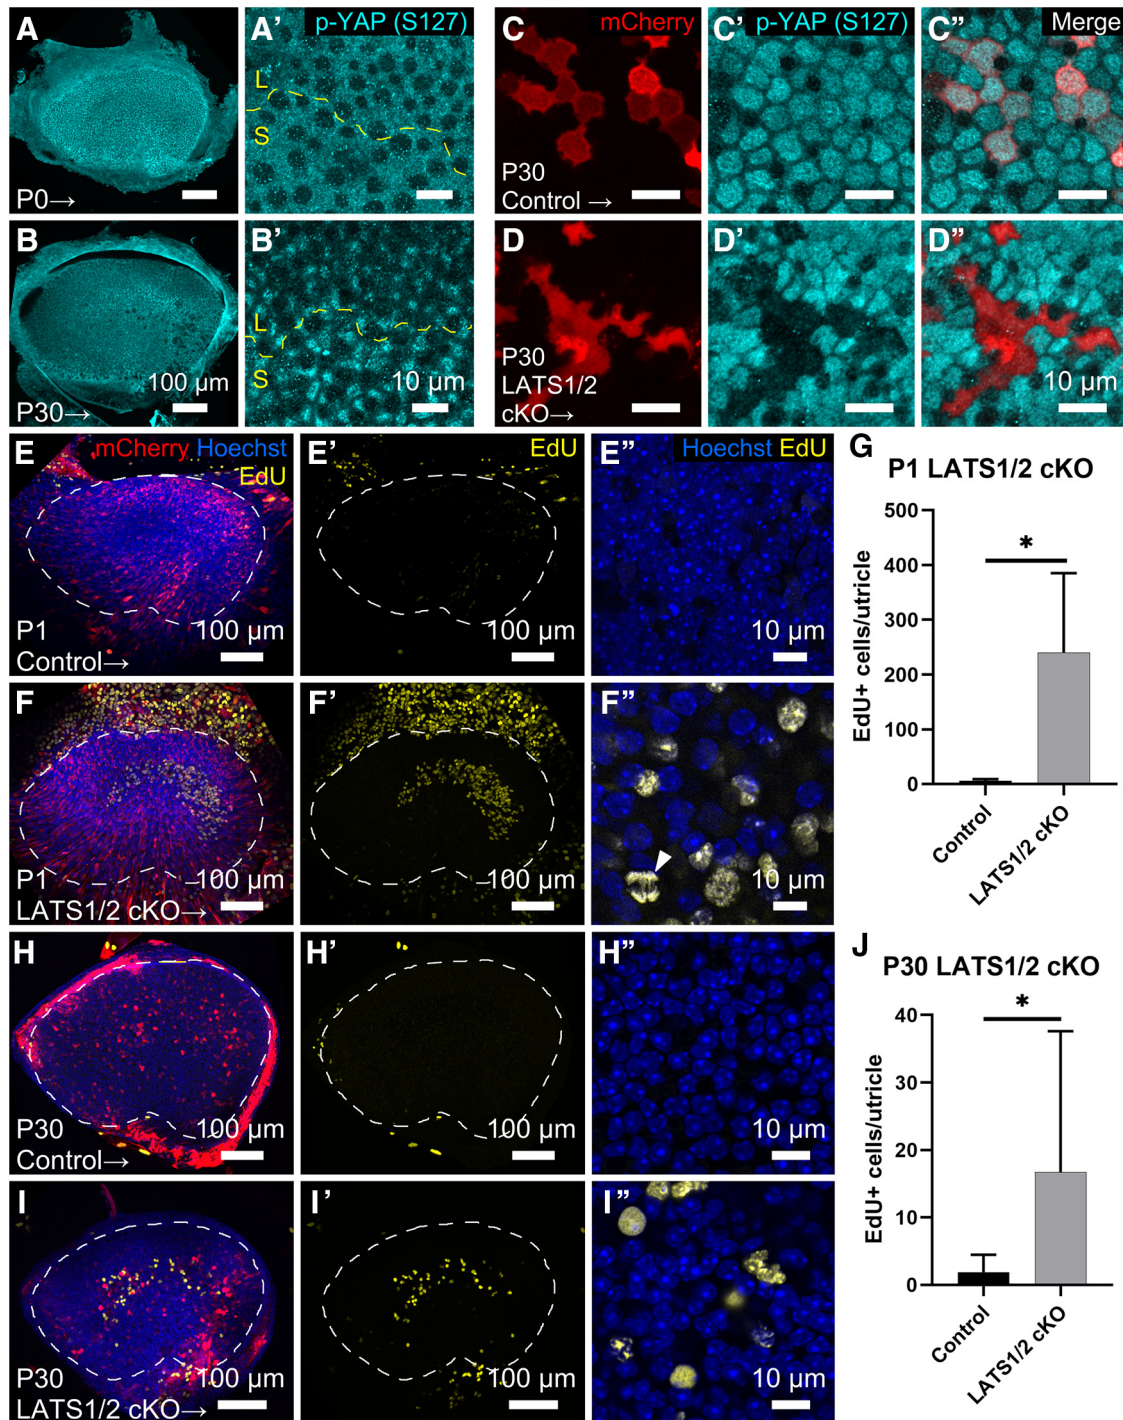 A
P0→
A'
p-YAP (S127)
L
S
C
mCherry
P30
Control →
C'
p-YAP (S127)
C"
Merge
B
100 µm
P30→
B'
L
S
10 µm
D
P30
LATS1/2
cKO→
D'
D"
10 µm
E
mCherry Hoechst
EdU
P1
Control→
100 µm
E'
EdU
100 µm
E"
Hoechst EdU
10 µm
G
P1 LATS1/2 cKO
EdU+ cells/utricle
500
400
300
200
100
0
*
Control
LATS1/2 cKO
F
P1
LATS1/2 cKO→
100 µm
F'
100 µm
F"
10 µm
H
P30
Control→
100 µm
H'
100 µm
H"
10 µm
J
P30 LATS1/2 cKO
EdU+ cells/utricle
40
30
20
10
0
*
Control
LATS1/2 cKO
I
P30
LATS1/2 cKO→
100 µm
I'
100 µm
I"
10 µm